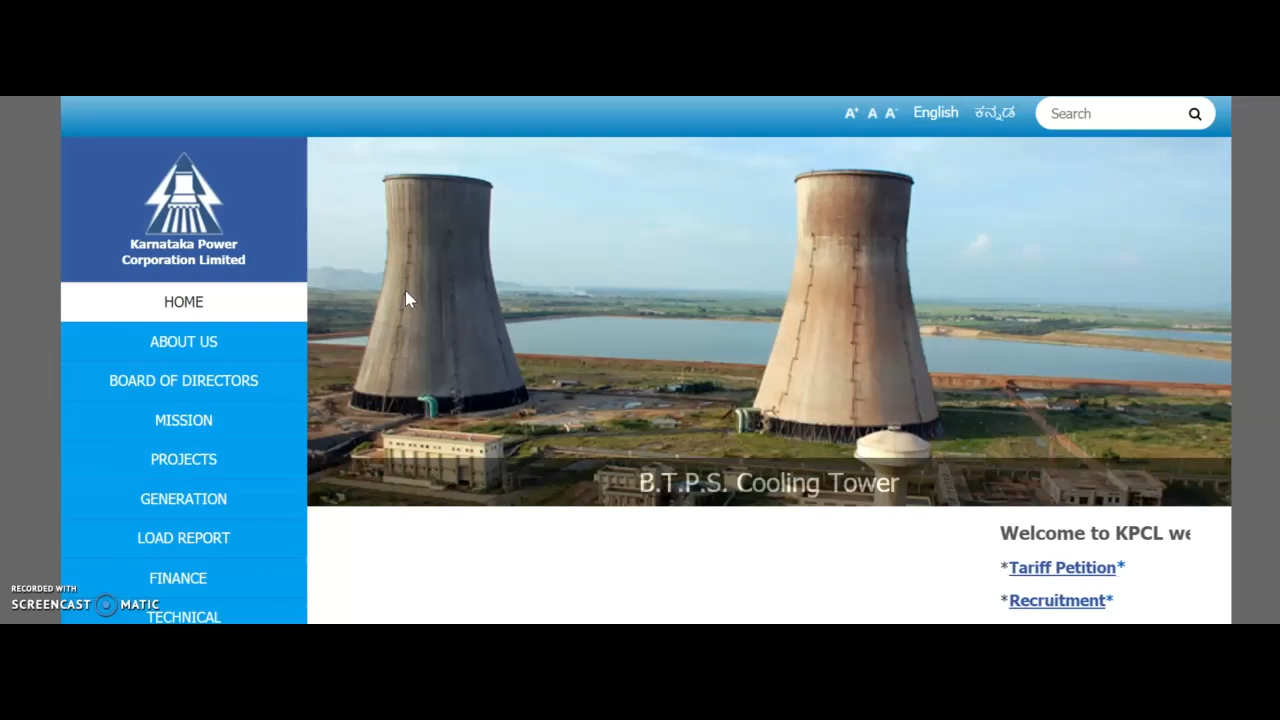 A+ A A- English ಕನ್ನಡ Search
Karnataka Power
Corporation Limited
HOME
ABOUT US
BOARD OF DIRECTORS
MISSION
PROJECTS
GENERATION
LOAD REPORT
FINANCE
TECHNICAL
B.T.P.S. Cooling Tower
Welcome to KPCL we
*Tariff Petition*
*Recruitment*
RECORDED WITH
SCREENCAST MATIC